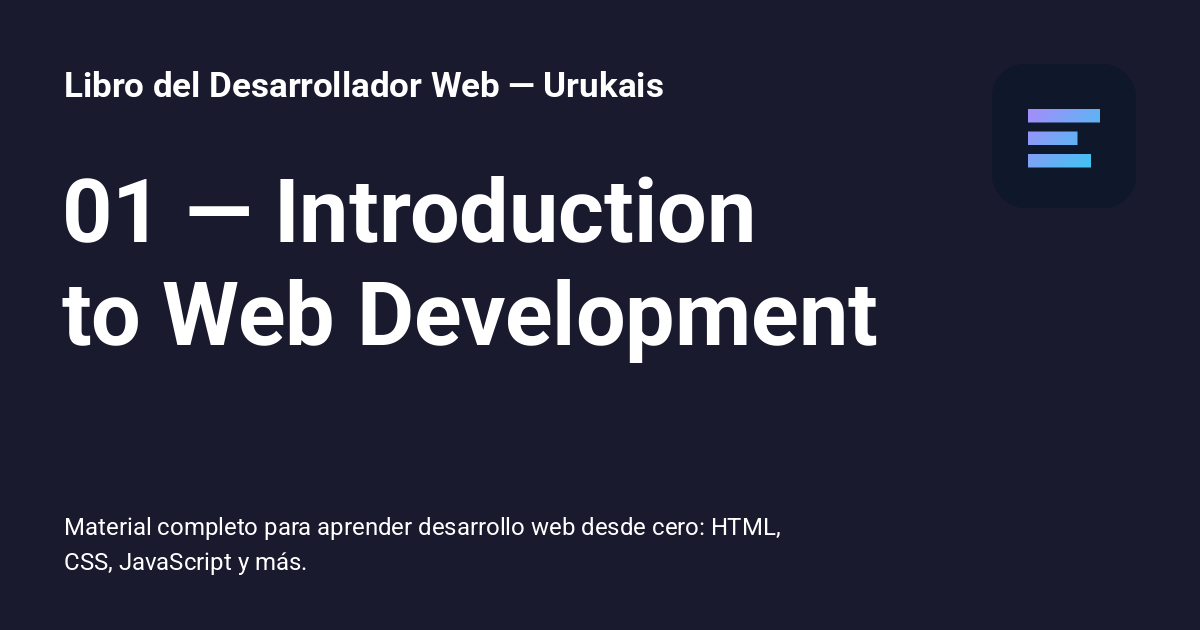 Libro del Desarrollador Web — Urukais
01 — Introduction
to Web Development
Material completo para aprender desarrollo web desde cero: HTML,
CSS, JavaScript y más.